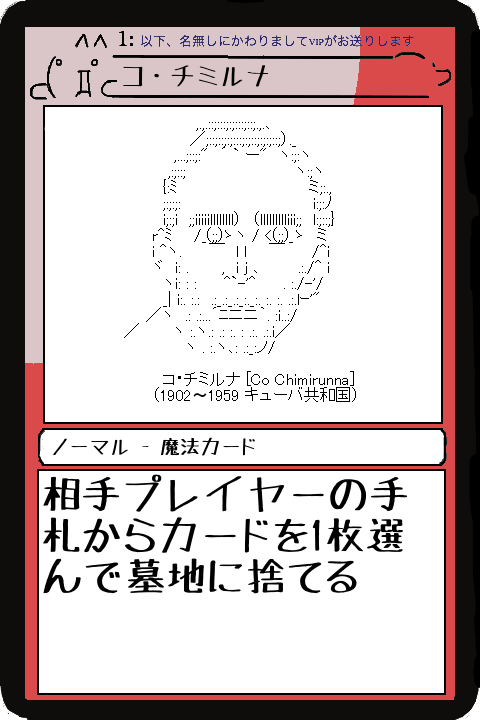 1: 以下、名無しにかわりましてVIPがお送りします
コ・チミルナ
コ・チミルナ [Co Chimirunna]
(1902～1959 キューバ共和国)
ノーマル - 魔法カード
相手プレイヤーの手
札からカードを1枚選
んで墓地に捨てる